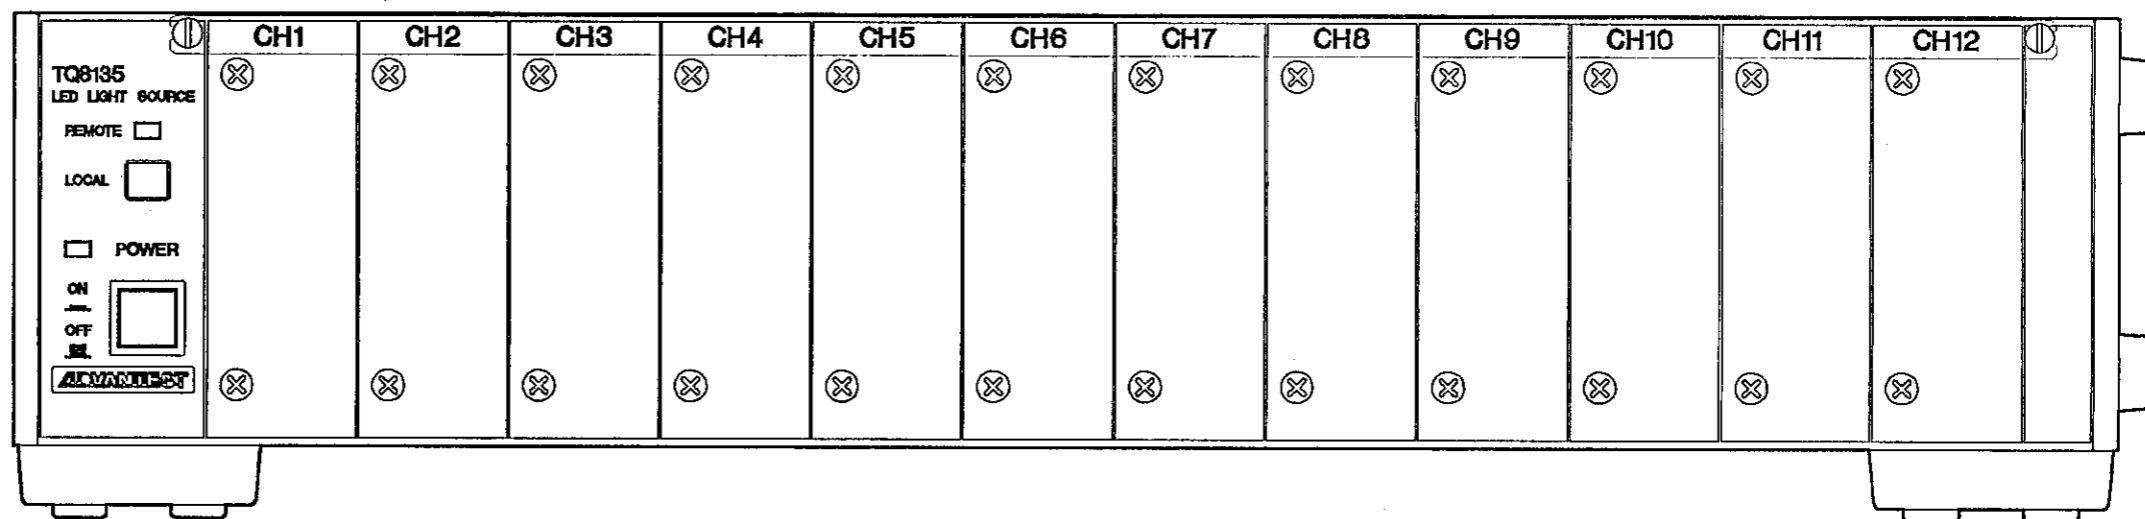 CH1 CH2 CH3 CH4 CH5 CH6 CH7 CH8 CH9 CH10 CH11 CH12
TQ8135
LED LIGHT SOURCE
REMOTE
LOCAL
POWER
ON
OFF
ADVANTEST